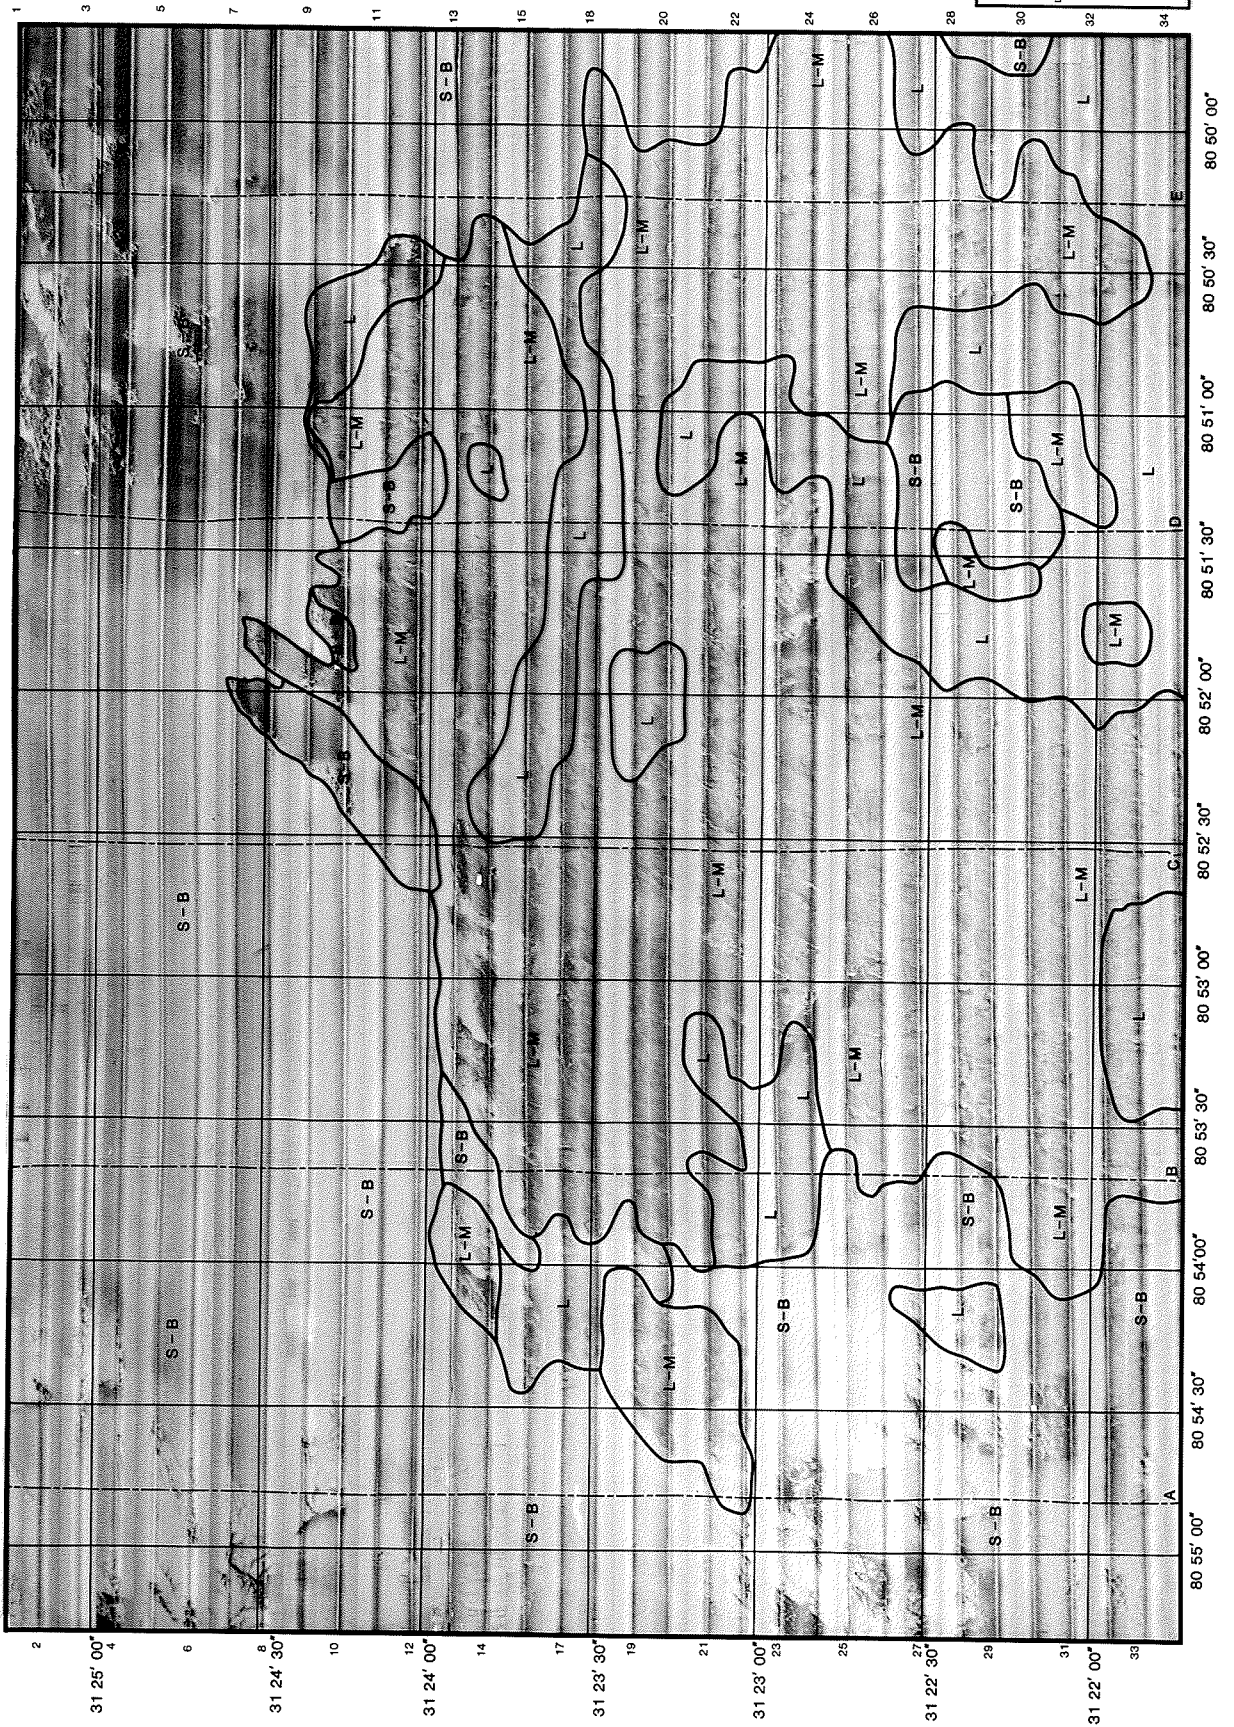 1
2
3
31 25' 00"
4
5
S-B
S-B
S-B
6
7
8
31 24' 30"
9
10
S-B
L
L-M
S-B
11
S-B
L-M
12
31 24' 00"
S-B
13
S-B
L-M
14
L
L
15
L-M
S-B
L-M
17
L
L
L
18
31 23' 30"
19
L-M
L
20
L-M
L
21
L
L-M
22
L-M
31 23' 00"
L
23
S-B
L
24
L-M
25
L-M
L
L-M
26
S-B
L-M
27
L
31 22' 30"
28
L
S-B
L-M
L
L
29
S-B
S-B
30
S-B
L-M
L-M
L-M
31
L-M
L
32
31 22' 00"
L-M
33
L
S-B
L
34
A B C D E
80 55' 00" 80 54' 30" 80 54' 00" 80 53' 30" 80 53' 00" 80 52' 30" 80 52' 00" 80 51' 30" 80 51' 00" 80 50' 30" 80 50' 00"